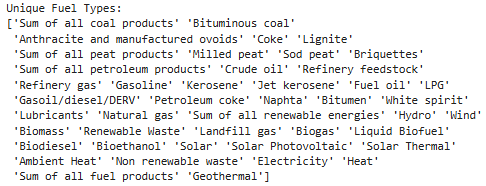 Unique Fuel Types:
['Sum of all coal products' 'Bituminous coal'
 'Anthracite and manufactured ovoids' 'Coke' 'Lignite'
 'Sum of all peat products' 'Milled peat' 'Sod peat' 'Briquettes'
 'Sum of all petroleum products' 'Crude oil' 'Refinery feedstock'
 'Refinery gas' 'Gasoline' 'Kerosene' 'Jet kerosene' 'Fuel oil' 'LPG'
 'Gasoil/diesel/DERV' 'Petroleum coke' 'Naphta' 'Bitumen' 'White spirit'
 'Lubricants' 'Natural gas' 'Sum of all renewable energies' 'Hydro' 'Wind'
 'Biomass' 'Renewable Waste' 'Landfill gas' 'Biogas' 'Liquid Biofuel'
 'Biodiesel' 'Bioethanol' 'Solar' 'Solar Photovoltaic' 'Solar Thermal'
 'Ambient Heat' 'Non renewable waste' 'Electricity' 'Heat'
 'Sum of all fuel products' 'Geothermal']